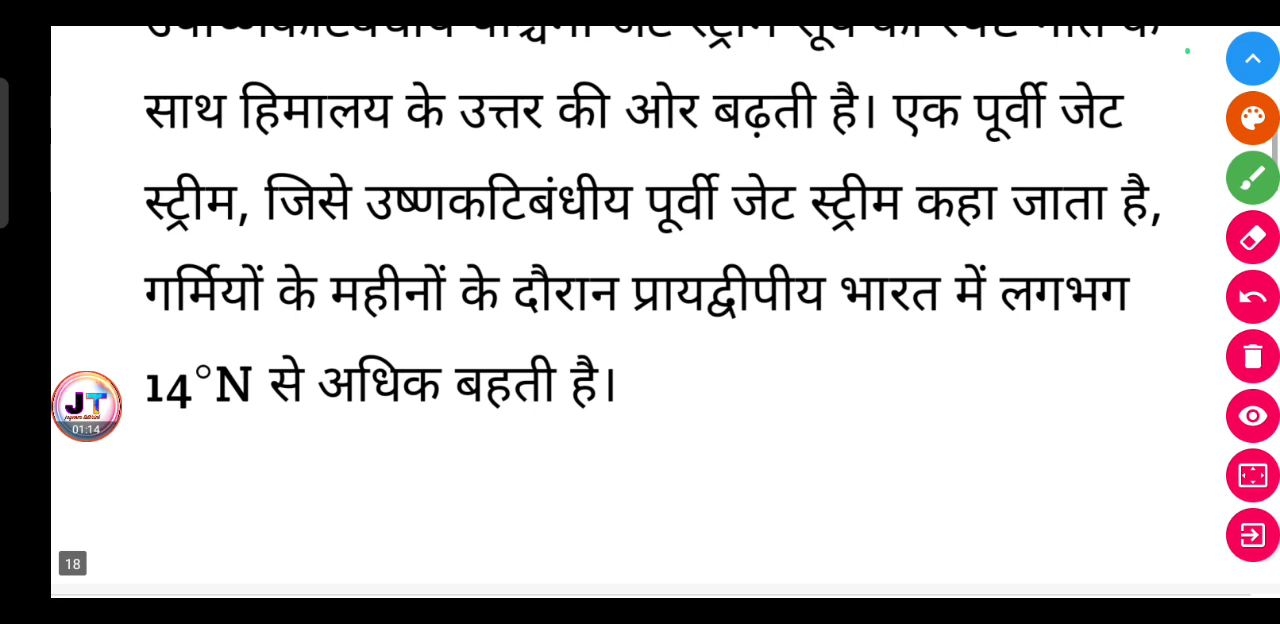 साथ हिमालय के उत्तर की ओर बढ़ती है। एक पूर्वी जेट
स्ट्रीम, जिसे उष्णकटिबंधीय पूर्वी जेट स्ट्रीम कहा जाता है,
गर्मियों के महीनों के दौरान प्रायद्वीपीय भारत में लगभग
14°N से अधिक बहती है।
JT
01:14
18